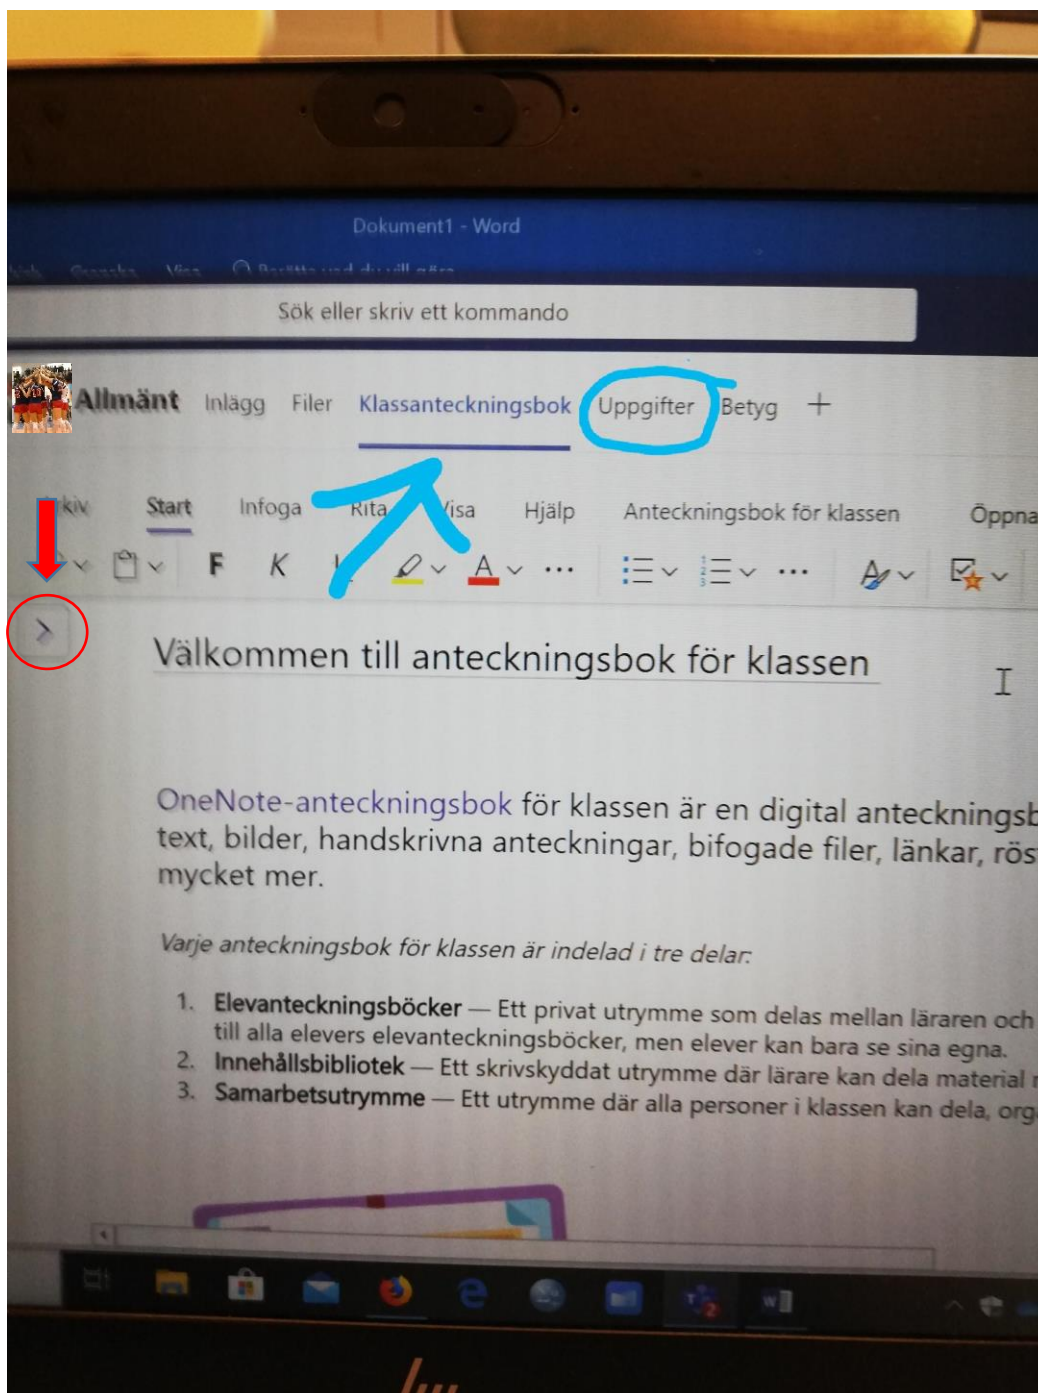 Dokument1 - Word
Visa
Sök eller skriv ett kommando
Allmänt Inlägg Filer Klassanteckningsbok Uppgifter Betyg +
Start Infoga Rita Hjälp Anteckningsbok för klassen Öppna
F K A
Välkommen till anteckningsbok för klassen
OneNote-anteckningsbok för klassen är en digital anteckningsb
text, bilder, handskrivna anteckningar, bifogade filer, länkar, rös
mycket mer.
Varje anteckningsbok för klassen är indelad i tre delar:
1. Elevanteckningsböcker — Ett privat utrymme som delas mellan läraren och
till alla elevers elevanteckningsböcker, men elever kan bara se sina egna.
2. Innehållsbibliotek — Ett skrivskyddat utrymme där lärare kan dela material
3. Samarbetsutrymme — Ett utrymme där alla personer i klassen kan dela, org
hp